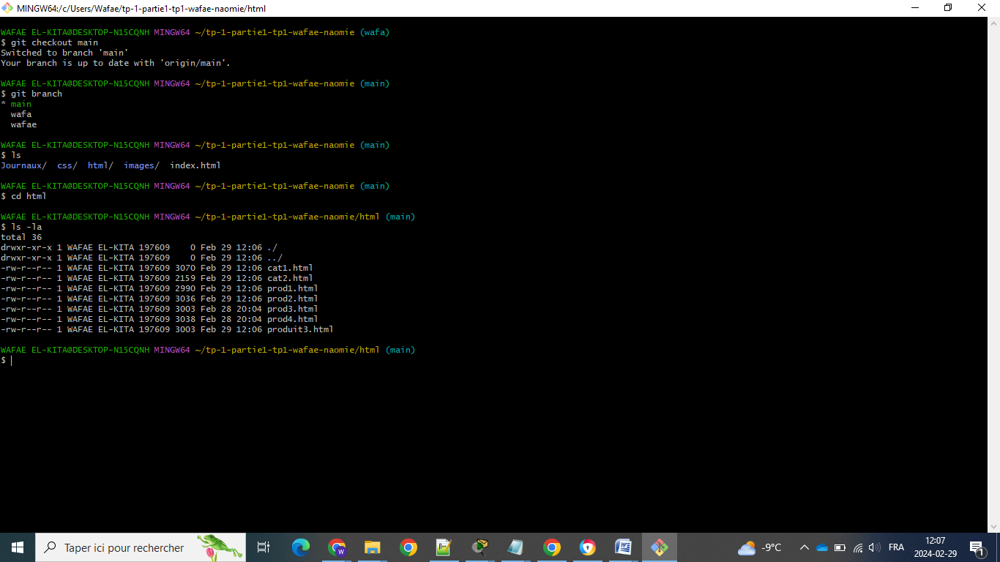 MINGW64:/c/Users/Wafae/tp-1-partie1-tp1-wafae-naomie/html
WAFAE EL-KITA@DESKTOP-N15CQNH MINGW64 ~/tp-1-partie1-tp1-wafae-naomie (wafa)
$ git checkout main
Switched to branch 'main'
Your branch is up to date with 'origin/main'.
WAFAE EL-KITA@DESKTOP-N15CQNH MINGW64 ~/tp-1-partie1-tp1-wafae-naomie (main)
$ git branch
* main
  wafa
  wafae
WAFAE EL-KITA@DESKTOP-N15CQNH MINGW64 ~/tp-1-partie1-tp1-wafae-naomie (main)
$ ls
Journaux/  css/  html/  images/  index.html
WAFAE EL-KITA@DESKTOP-N15CQNH MINGW64 ~/tp-1-partie1-tp1-wafae-naomie (main)
$ cd html
WAFAE EL-KITA@DESKTOP-N15CQNH MINGW64 ~/tp-1-partie1-tp1-wafae-naomie/html (main)
$ ls -la
total 36
drwxr-xr-x 1 WAFAE EL-KITA 197609    0 Feb 29 12:06 ./
drwxr-xr-x 1 WAFAE EL-KITA 197609    0 Feb 29 12:06 ../
-rw-r--r-- 1 WAFAE EL-KITA 197609 3070 Feb 29 12:06 cat1.html
-rw-r--r-- 1 WAFAE EL-KITA 197609 2159 Feb 29 12:06 cat2.html
-rw-r--r-- 1 WAFAE EL-KITA 197609 2990 Feb 29 12:06 prod1.html
-rw-r--r-- 1 WAFAE EL-KITA 197609 3036 Feb 29 12:06 prod2.html
-rw-r--r-- 1 WAFAE EL-KITA 197609 3003 Feb 28 20:04 prod3.html
-rw-r--r-- 1 WAFAE EL-KITA 197609 3038 Feb 28 20:04 prod4.html
-rw-r--r-- 1 WAFAE EL-KITA 197609 3003 Feb 29 12:06 produit3.html
WAFAE EL-KITA@DESKTOP-N15CQNH MINGW64 ~/tp-1-partie1-tp1-wafae-naomie/html (main)
$
Taper ici pour rechercher
W
-9°C
FRA
12:07
2024-02-29
1